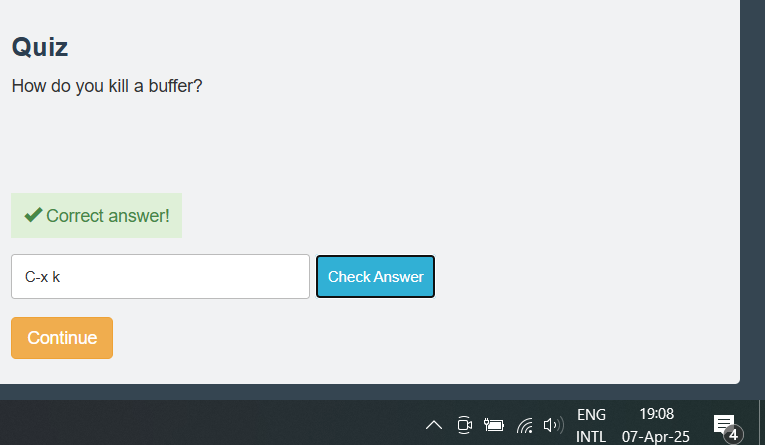 Quiz
How do you kill a buffer?
Correct answer!
C-x k
Check Answer
Continue
ENG
INTL
19:08
07-Apr-25
4